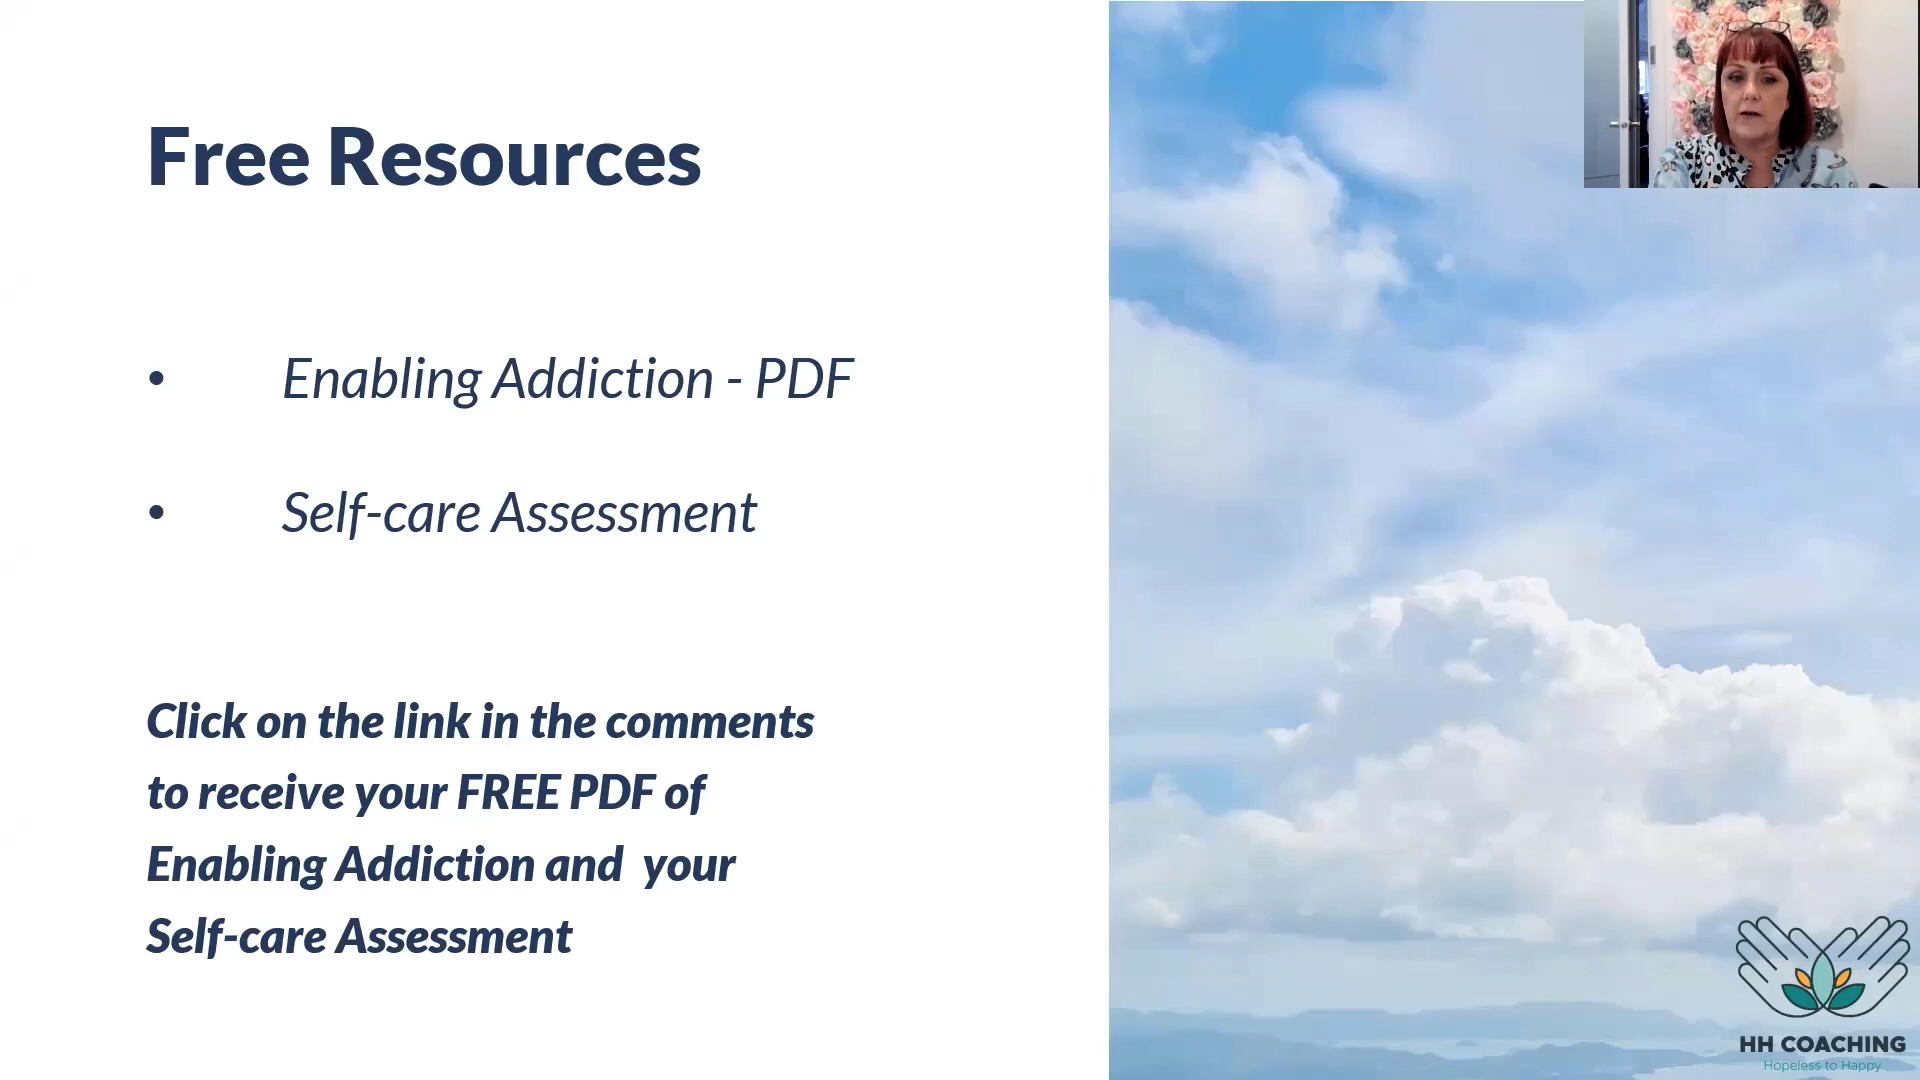 Free Resources
• Enabling Addiction - PDF
• Self-care Assessment
Click on the link in the comments
to receive your FREE PDF of
Enabling Addiction and your
Self-care Assessment
HH COACHING
Hopeless to Happy